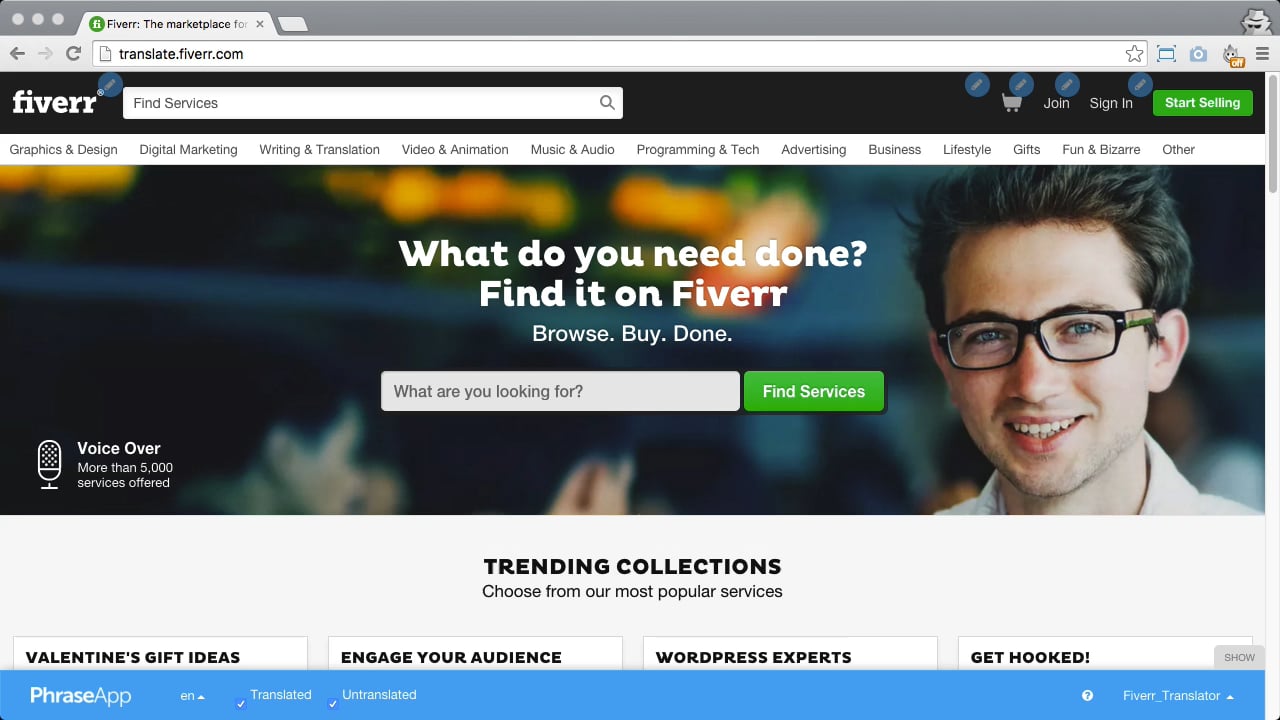 Fiverr: The marketplace for
translate.fiverr.com
off
fiverr®
Find Services
Join
Sign In
Start Selling
Graphics & Design
Digital Marketing
Writing & Translation
Video & Animation
Music & Audio
Programming & Tech
Advertising
Business
Lifestyle
Gifts
Fun & Bizarre
Other
What do you need done?
Find it on Fiverr
Browse. Buy. Done.
What are you looking for?
Find Services
Voice Over
More than 5,000
services offered
TRENDING COLLECTIONS
Choose from our most popular services
VALENTINE'S GIFT IDEAS
ENGAGE YOUR AUDIENCE
WORDPRESS EXPERTS
GET HOOKED!
SHOW
PhraseApp
en
Translated
Untranslated
Fiverr_Translator